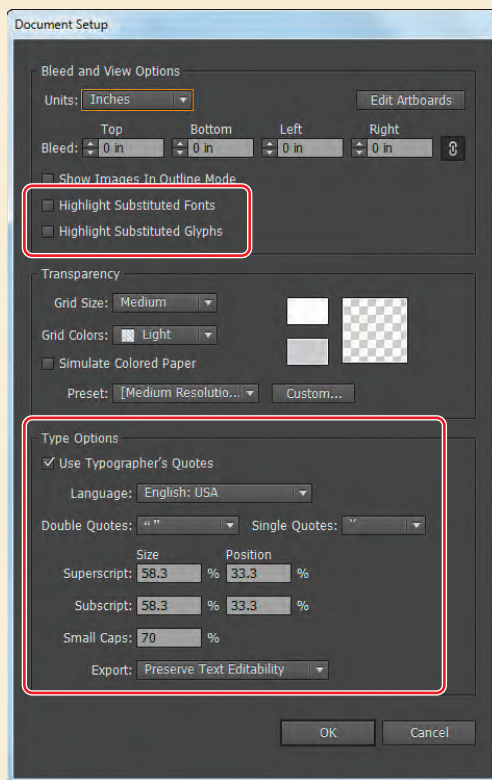 Document Setup
Bleed and View Options
Units: Inches Edit Artboards
Top Bottom Left Right
Bleed: 0 in 0 in 0 in 0 in
Show Images In Outline Mode
Highlight Substituted Fonts
Highlight Substituted Glyphs
Transparency
Grid Size: Medium
Grid Colors: Light
Simulate Colored Paper
Preset: [Medium Resolutio... Custom...
Type Options
Use Typographer's Quotes
Language: English: USA
Double Quotes: “ ” Single Quotes:
Size Position
Superscript: 58.3 % 33.3 %
Subscript: 58.3 % 33.3 %
Small Caps: 70 %
Export: Preserve Text Editability
OK Cancel